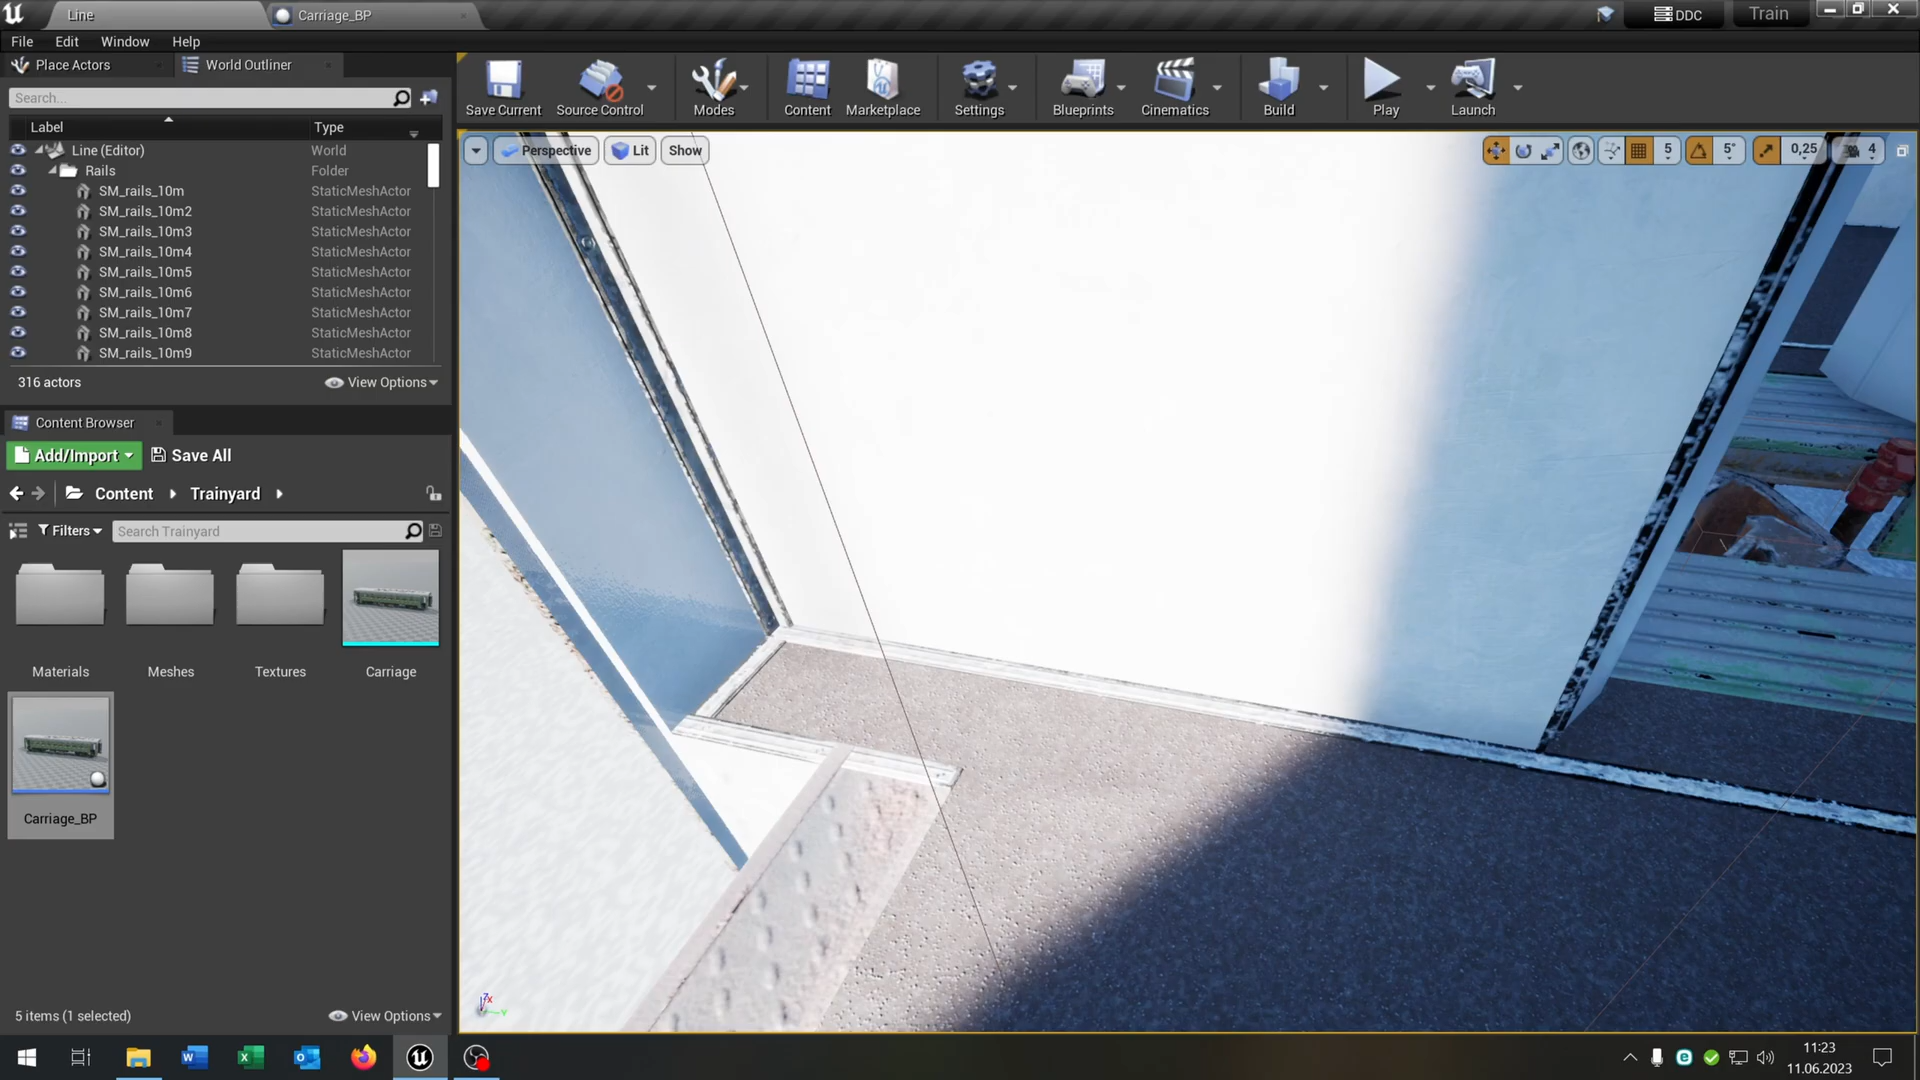 Line
Carriage_BP
DDC
Train
File Edit Window Help
Place Actors
World Outliner
Search...
Label Type
Line (Editor) World
Rails Folder
SM_rails_10m StaticMeshActor
SM_rails_10m2 StaticMeshActor
SM_rails_10m3 StaticMeshActor
SM_rails_10m4 StaticMeshActor
SM_rails_10m5 StaticMeshActor
SM_rails_10m6 StaticMeshActor
SM_rails_10m7 StaticMeshActor
SM_rails_10m8 StaticMeshActor
SM_rails_10m9 StaticMeshActor
316 actors
View Options
Save Current
Source Control
Modes
Content
Marketplace
Settings
Blueprints
Cinematics
Build
Play
Launch
Perspective
Lit
Show
5
5°
0,25
4
Content Browser
Add/Import
Save All
Content
Trainyard
Filters
Search Trainyard
Materials
Meshes
Textures
Carriage
Carriage_BP
5 items (1 selected)
View Options
11:23
11.06.2023